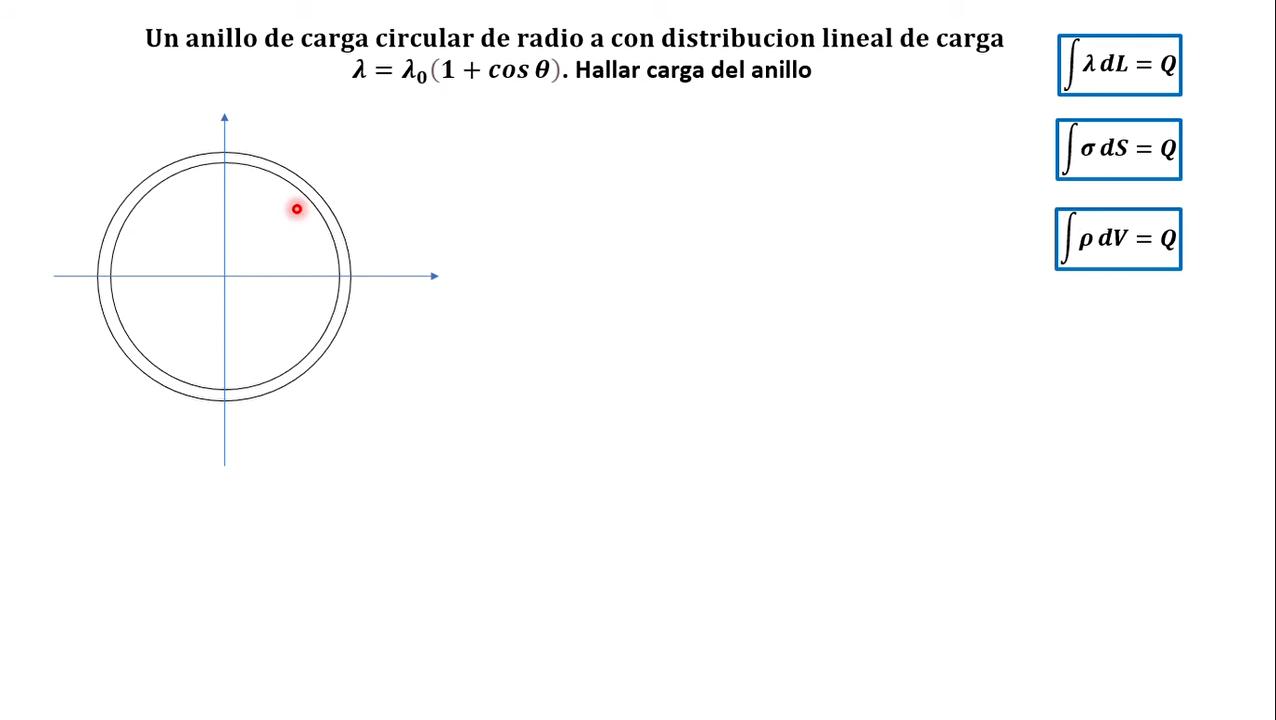 Un anillo de carga circular de radio a con distribucion lineal de carga
λ = λ₀(1 + cos θ). Hallar carga del anillo
∫ λ dL = Q
∫ σ dS = Q
∫ ρ dV = Q